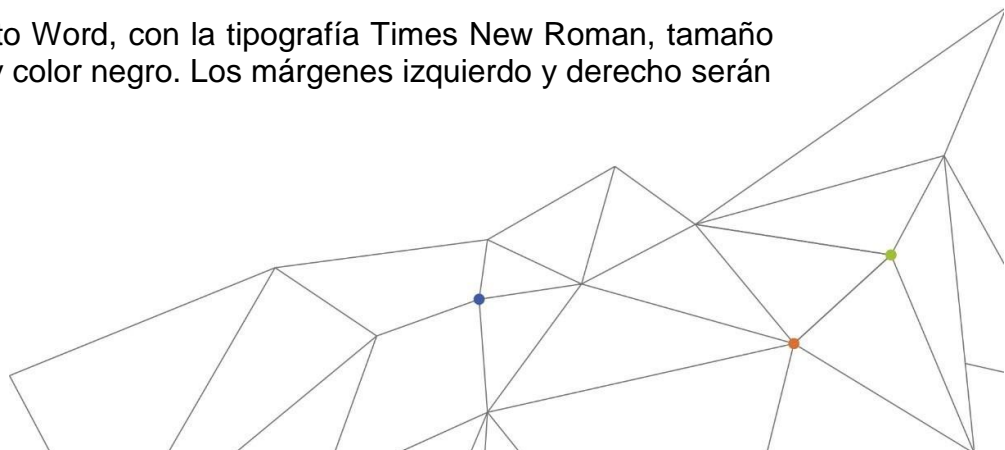 to Word, con la tipografía Times New Roman, tamaño
color negro. Los márgenes izquierdo y derecho serán